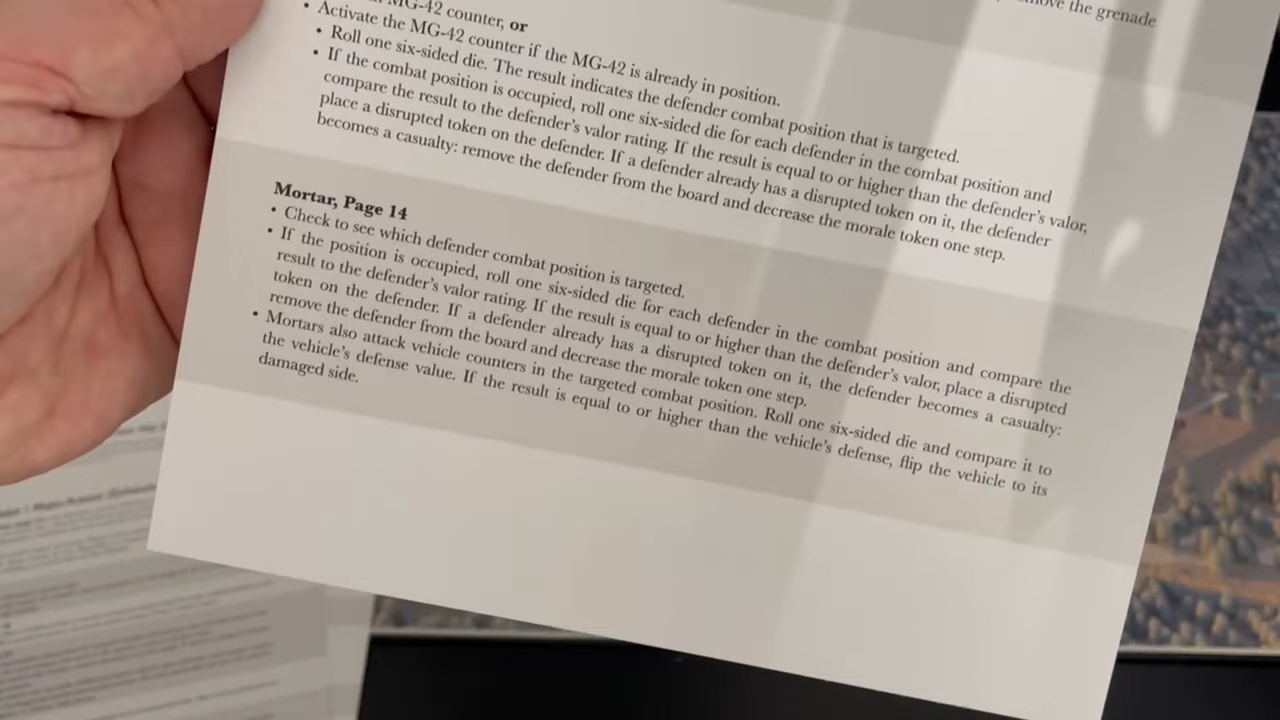 move the grenade
MG-42 counter, or
• Activate the MG-42 counter if the MG-42 is already in position.
• Roll one six-sided die. The result indicates the defender combat position that is targeted.
• If the combat position is occupied, roll one six-sided die for each defender in the combat position and
compare the result to the defender's valor rating. If the result is equal to or higher than the defender's valor,
place a disrupted token on the defender. If a defender already has a disrupted token on it, the defender
becomes a casualty: remove the defender from the board and decrease the morale token one step.
Mortar, Page 14
• Check to see which defender combat position is targeted.
• If the position is occupied, roll one six-sided die for each defender in the combat position and compare the
result to the defender's valor rating. If the result is equal to or higher than the defender's valor, place a disrupted
token on the defender. If a defender already has a disrupted token on it, the defender becomes a casualty:
remove the defender from the board and decrease the morale token one step.
• Mortars also attack vehicle counters in the targeted combat position. Roll one six-sided die and compare it to
the vehicle's defense value. If the result is equal to or higher than the vehicle's defense, flip the vehicle to its
damaged side.